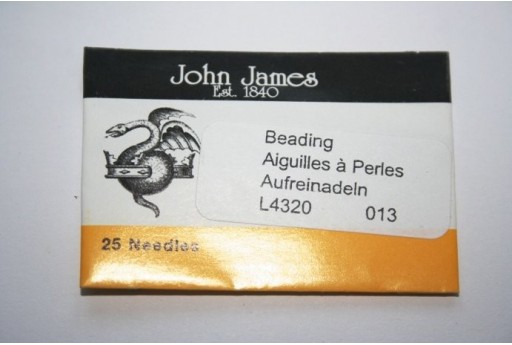 John James
Est. 1840
Beading
Aiguilles à Perles
Aufreinadeln
L4320 013
25 Needles